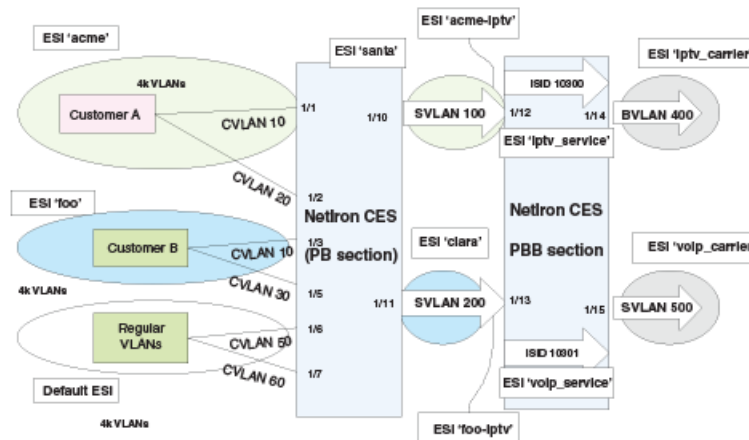 ESI 'acme'
ESI 'santa'
ESI 'acme-iptv'
ESI 'iptv_carrier
4k VLANs
Customer A
CVLAN 10
CVLAN 20
1/1
1/2
1/10
SVLAN 100
ISID 10300
1/12
1/14
BVLAN 400
ESI 'iptv_service'
ESI 'foo'
Customer B
CVLAN 10
CVLAN 30
4k VLANs
1/3
NetIron CES
(PB section)
1/5
1/11
ESI 'clara'
SVLAN 200
NetIron CES
PBB section
1/13
1/15
ESI 'voip_carrier
SVLAN 500
Regular
VLANs
CVLAN 50
CVLAN 60
1/6
1/7
ISID 10301
ESI 'voip_service'
Default ESI
4k VLANs
ESI 'foo-iptv'